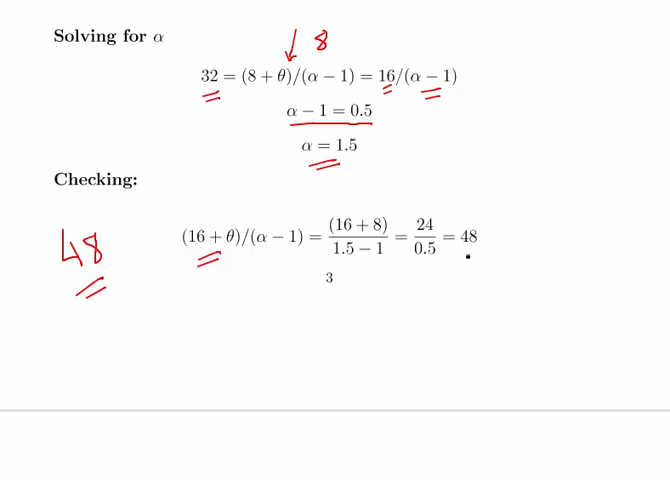 Solving for α
8
32 = (8 + θ)/(α − 1) = 16/(α − 1)
α − 1 = 0.5
α = 1.5
Checking:
48
(16 + θ)/(α − 1) = (16 + 8)/(1.5 − 1) = 24/0.5 = 48
3